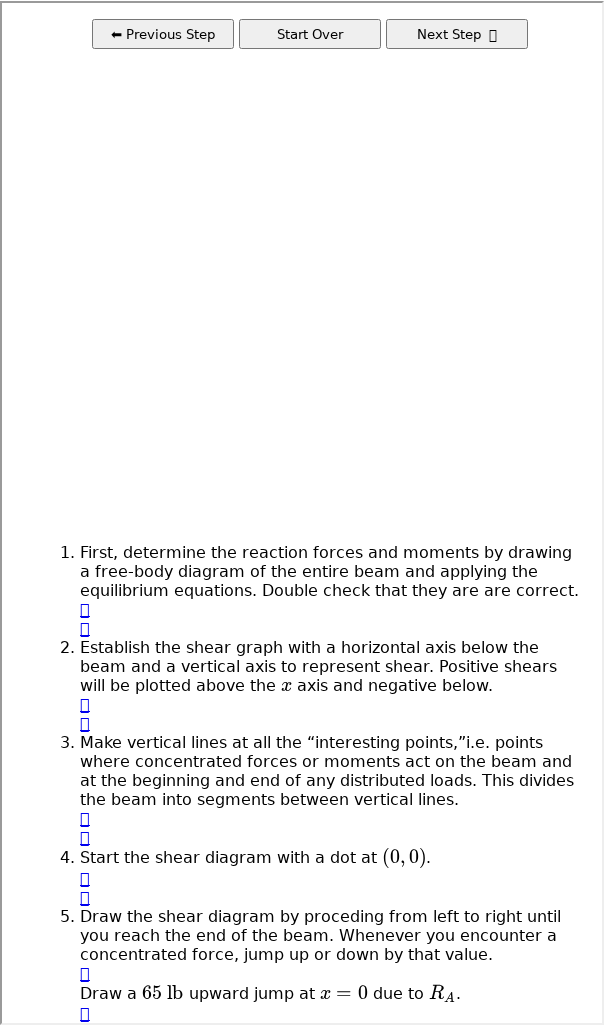 ⬅ Previous Step
Start Over
Next Step
1. First, determine the reaction forces and moments by drawing
a free-body diagram of the entire beam and applying the
equilibrium equations. Double check that they are are correct.
2. Establish the shear graph with a horizontal axis below the
beam and a vertical axis to represent shear. Positive shears
will be plotted above the x axis and negative below.
3. Make vertical lines at all the “interesting points,”i.e. points
where concentrated forces or moments act on the beam and
at the beginning and end of any distributed loads. This divides
the beam into segments between vertical lines.
4. Start the shear diagram with a dot at (0, 0).
5. Draw the shear diagram by proceding from left to right until
you reach the end of the beam. Whenever you encounter a
concentrated force, jump up or down by that value.
Draw a 65 lb upward jump at x = 0 due to R_A.